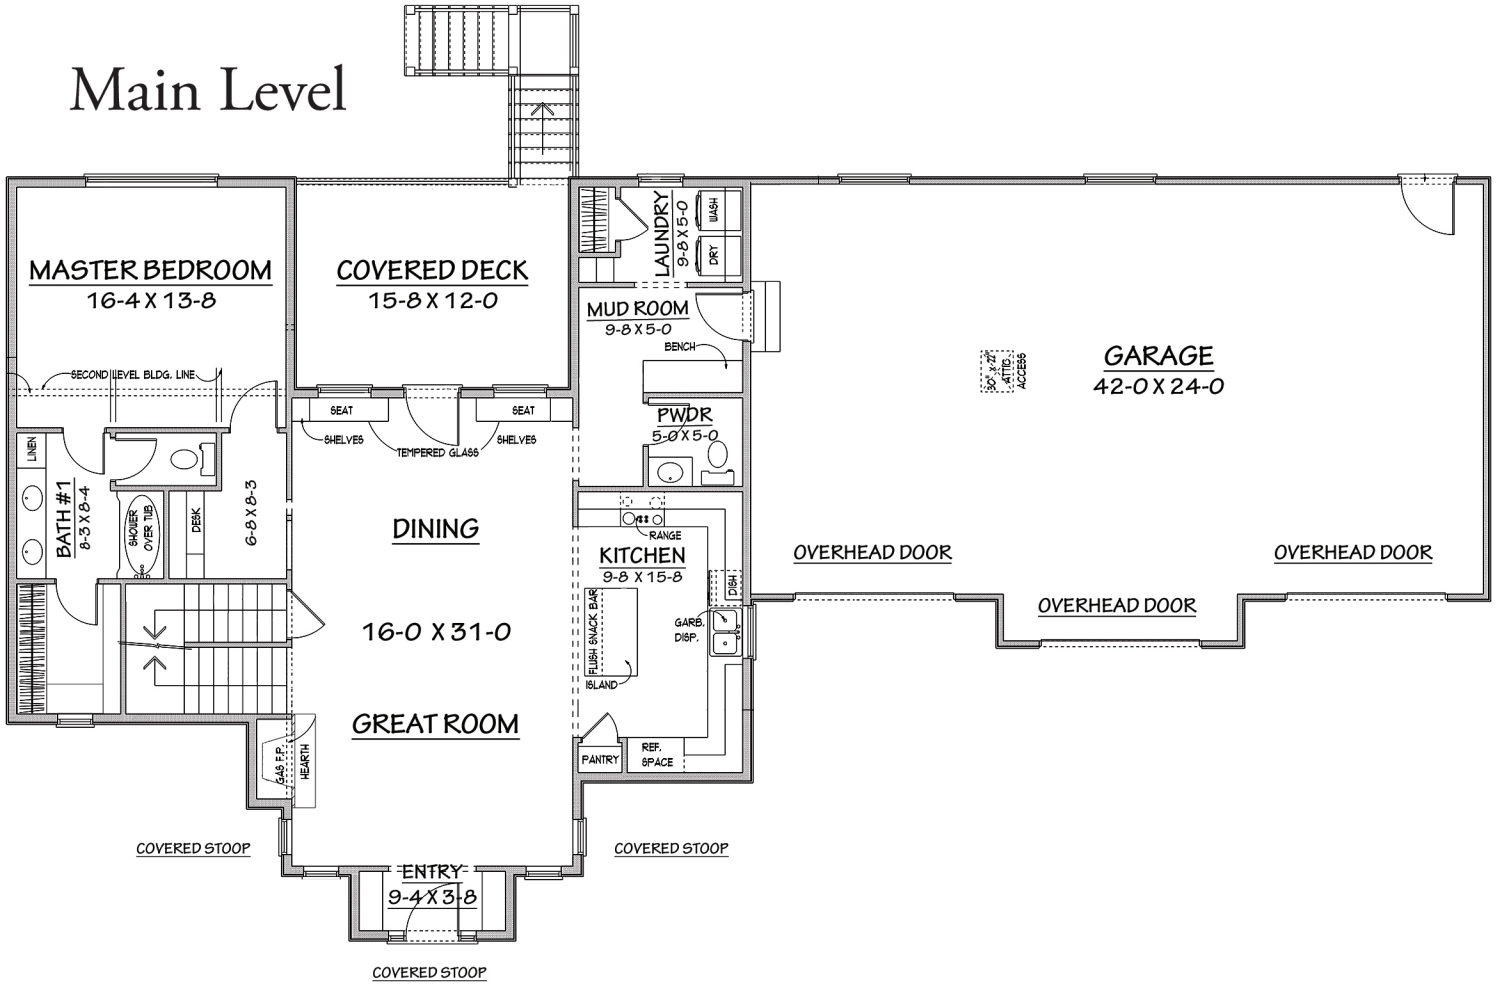 Main Level
MASTER BEDROOM
16-4 X 13-8
COVERED DECK
15-8 X 12-0
LAUNDRY
9-8 X 5-0
WASH
DRY
MUD ROOM
9-8 X 5-0
BENCH
GARAGE
42-0 X 24-0
30" X 22"
ATTIC
ACCESS
SECOND LEVEL BLDG. LINE
SEAT
SEAT
SHELVES
TEMPERED GLASS
SHELVES
PWDR
5-0 X 5-0
LINEN
BATH #1
8-3 X 8-4
SHOWER
OVER TUB
DESK
6-8 X 8-3
DINING
RANGE
KITCHEN
9-8 X 15-8
DISH
GARB.
DISP.
FLUSH SNACK BAR
ISLAND
OVERHEAD DOOR
OVERHEAD DOOR
OVERHEAD DOOR
16-0 X 31-0
GREAT ROOM
GAS F.P.
HEARTH
PANTRY
REF.
SPACE
COVERED STOOP
COVERED STOOP
ENTRY
9-4 X 3-8
COVERED STOOP